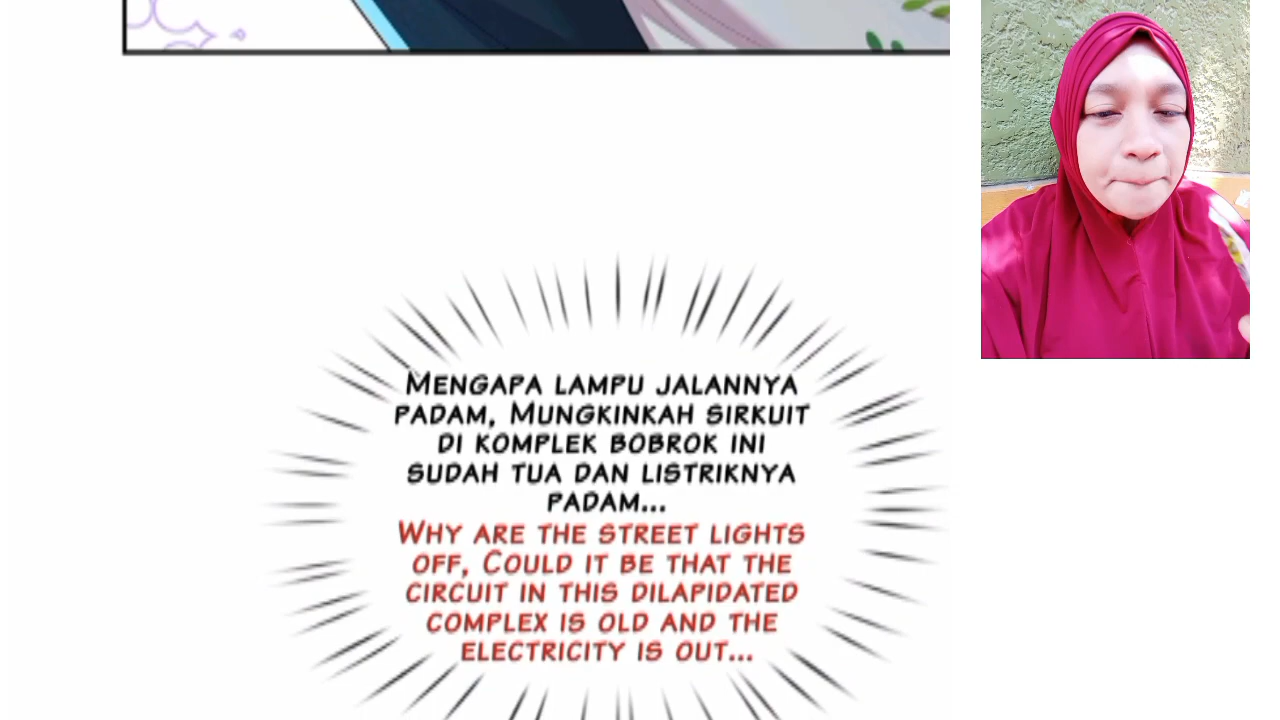 MENGAPA LAMPU JALANNYA
PADAM, MUNGKINKAH SIRKUIT
DI KOMPLEK BOBROK INI
SUDAH TUA DAN LISTRIKNYA
PADAM...
WHY ARE THE STREET LIGHTS
OFF, COULD IT BE THAT THE
CIRCUIT IN THIS DILAPIDATED
COMPLEX IS OLD AND THE
ELECTRICITY IS OUT...